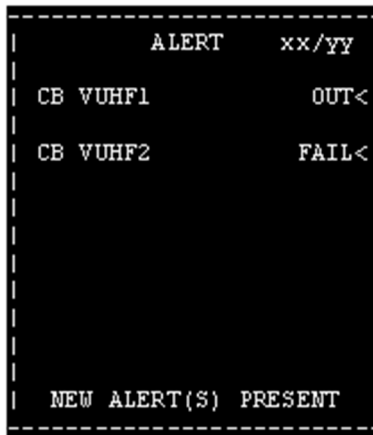 ALERT xx/yy
CB VUHF1 OUT<
CB VUHF2 FAIL<
NEW ALERT(S) PRESENT